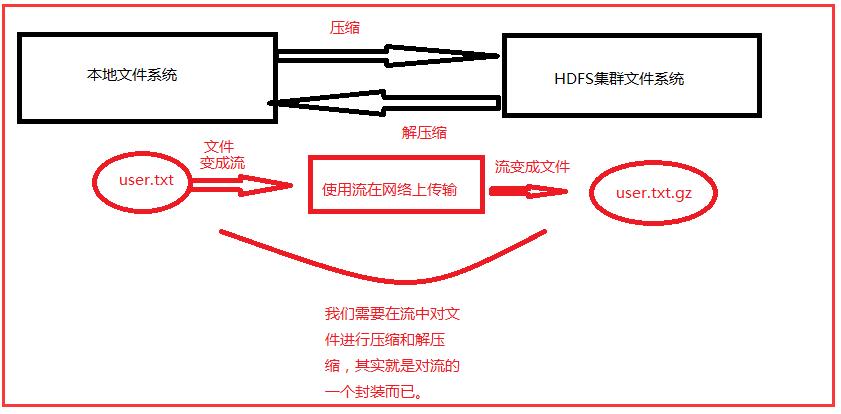 压缩
本地文件系统
HDFS集群文件系统
解压缩
文件
变成流
流变成文件
user.txt
使用流在网络上传输
user.txt.gz
我们需要在流中对文
件进行压缩和解压
缩，其实就是对流的
一个封装而已。